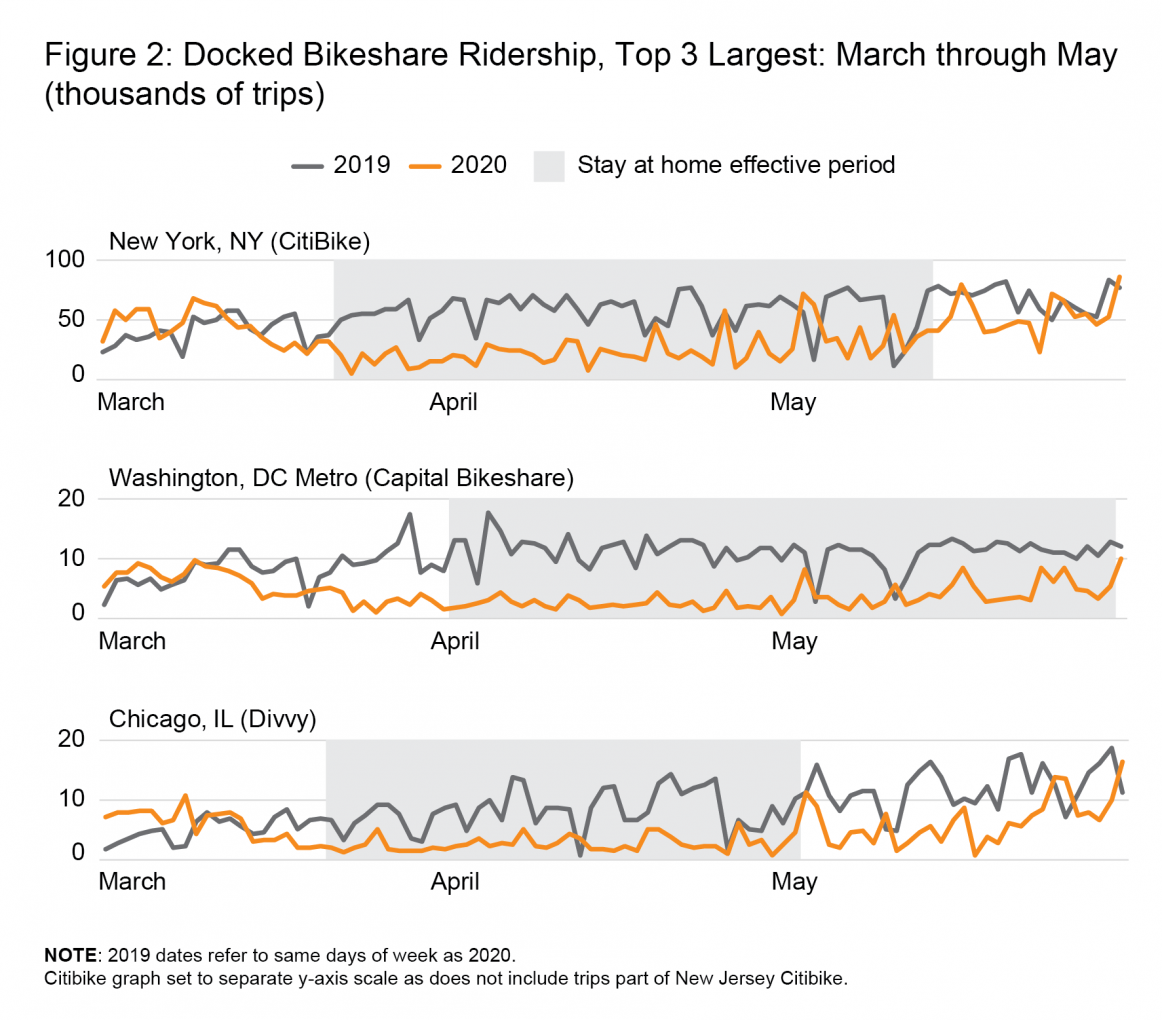 Figure 2: Docked Bikeshare Ridership, Top 3 Largest: March through May
(thousands of trips)
2019 2020 Stay at home effective period
New York, NY (CitiBike)
100
50
0
March April May
Washington, DC Metro (Capital Bikeshare)
20
10
0
March April May
Chicago, IL (Divvy)
20
10
0
March April May
NOTE: 2019 dates refer to same days of week as 2020.
Citibike graph set to separate y-axis scale as does not include trips part of New Jersey Citibike.